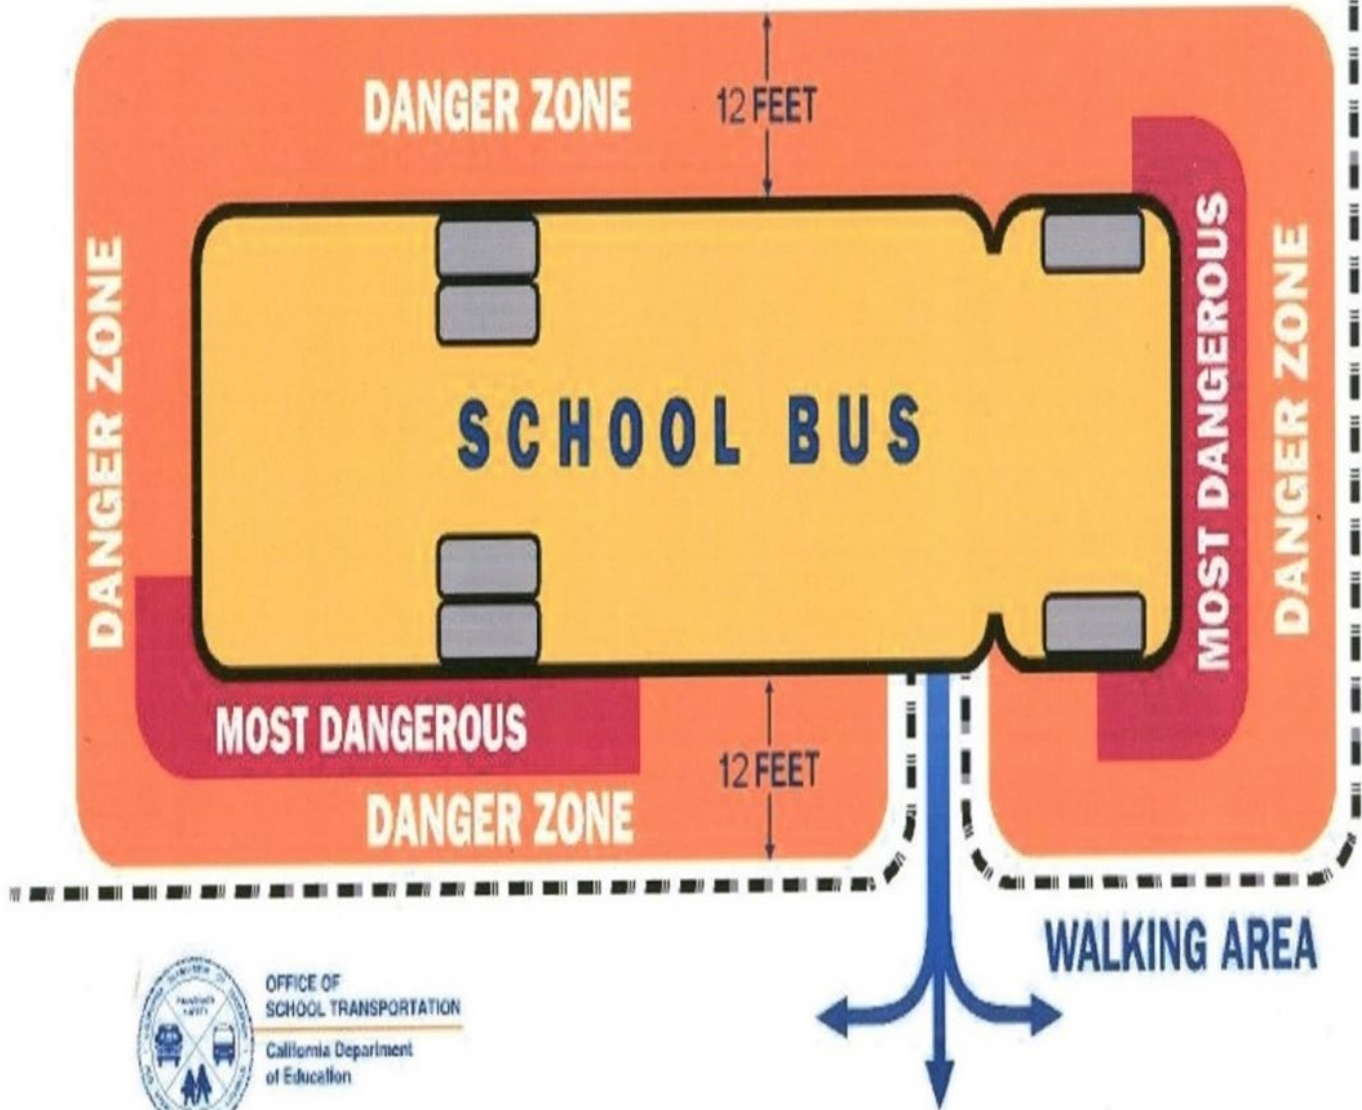 DANGER ZONE
12 FEET
DANGER ZONE
SCHOOL BUS
MOST DANGEROUS
DANGER ZONE
MOST DANGEROUS
12 FEET
DANGER ZONE
WALKING AREA
OFFICE OF
SCHOOL TRANSPORTATION
California Department
of Education